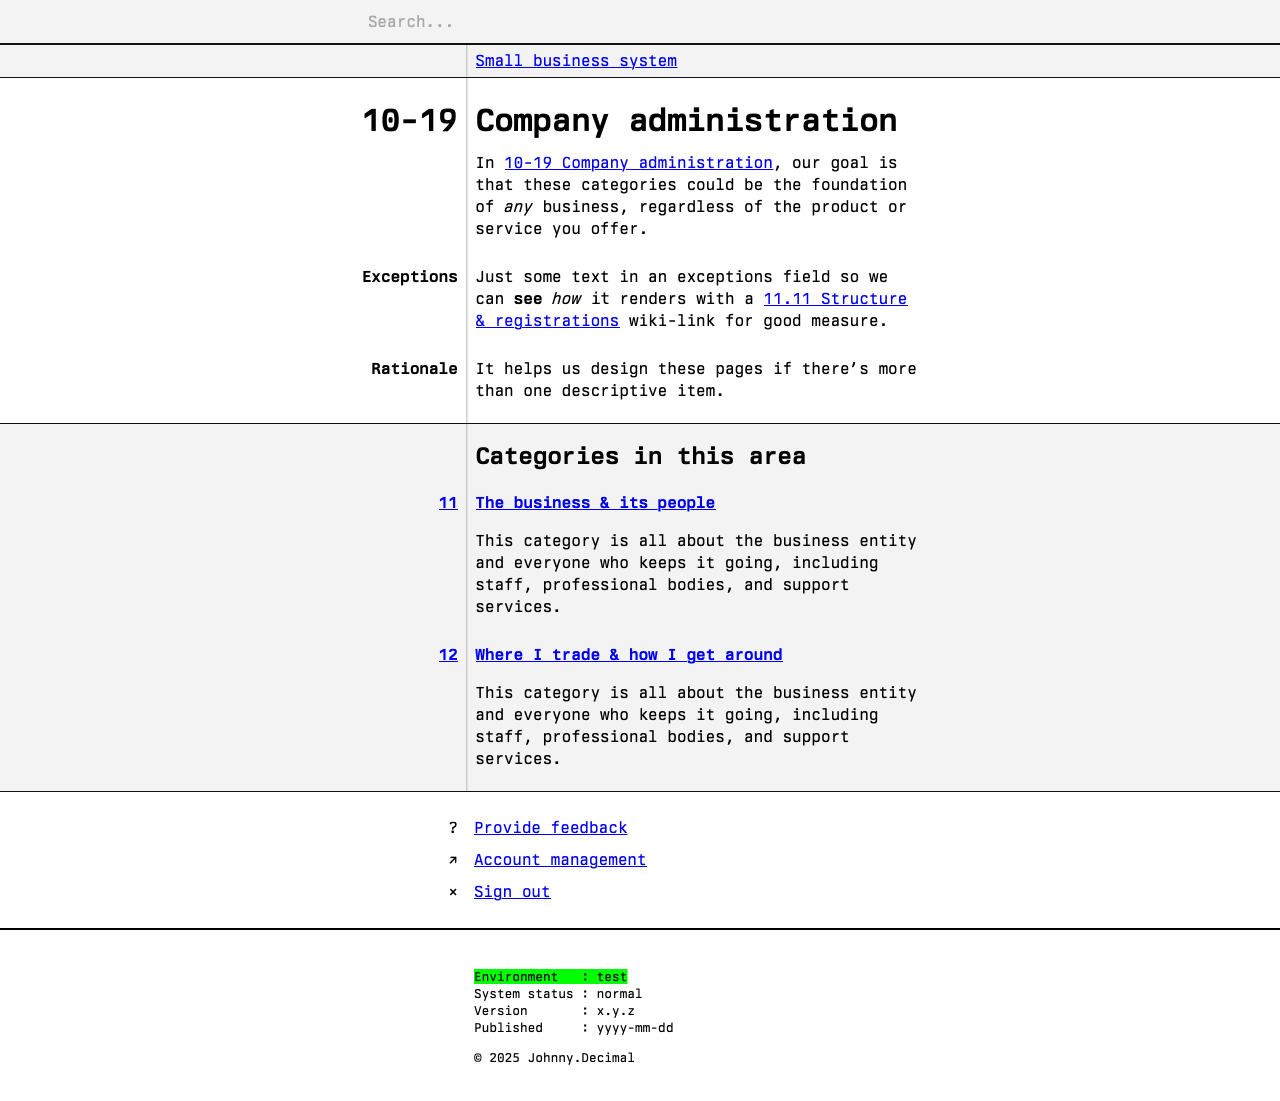 Search...
Small business system
10-19 Company administration
In 10-19 Company administration, our goal is
that these categories could be the foundation
of any business, regardless of the product or
service you offer.
Exceptions Just some text in an exceptions field so we
can see how it renders with a 11.11 Structure
& registrations wiki-link for good measure.
Rationale It helps us design these pages if there’s more
than one descriptive item.
Categories in this area
11 The business & its people
This category is all about the business entity
and everyone who keeps it going, including
staff, professional bodies, and support
services.
12 Where I trade & how I get around
This category is all about the business entity
and everyone who keeps it going, including
staff, professional bodies, and support
services.
? Provide feedback
↗ Account management
× Sign out
Environment : test
System status : normal
Version : x.y.z
Published : yyyy-mm-dd
© 2025 Johnny.Decimal